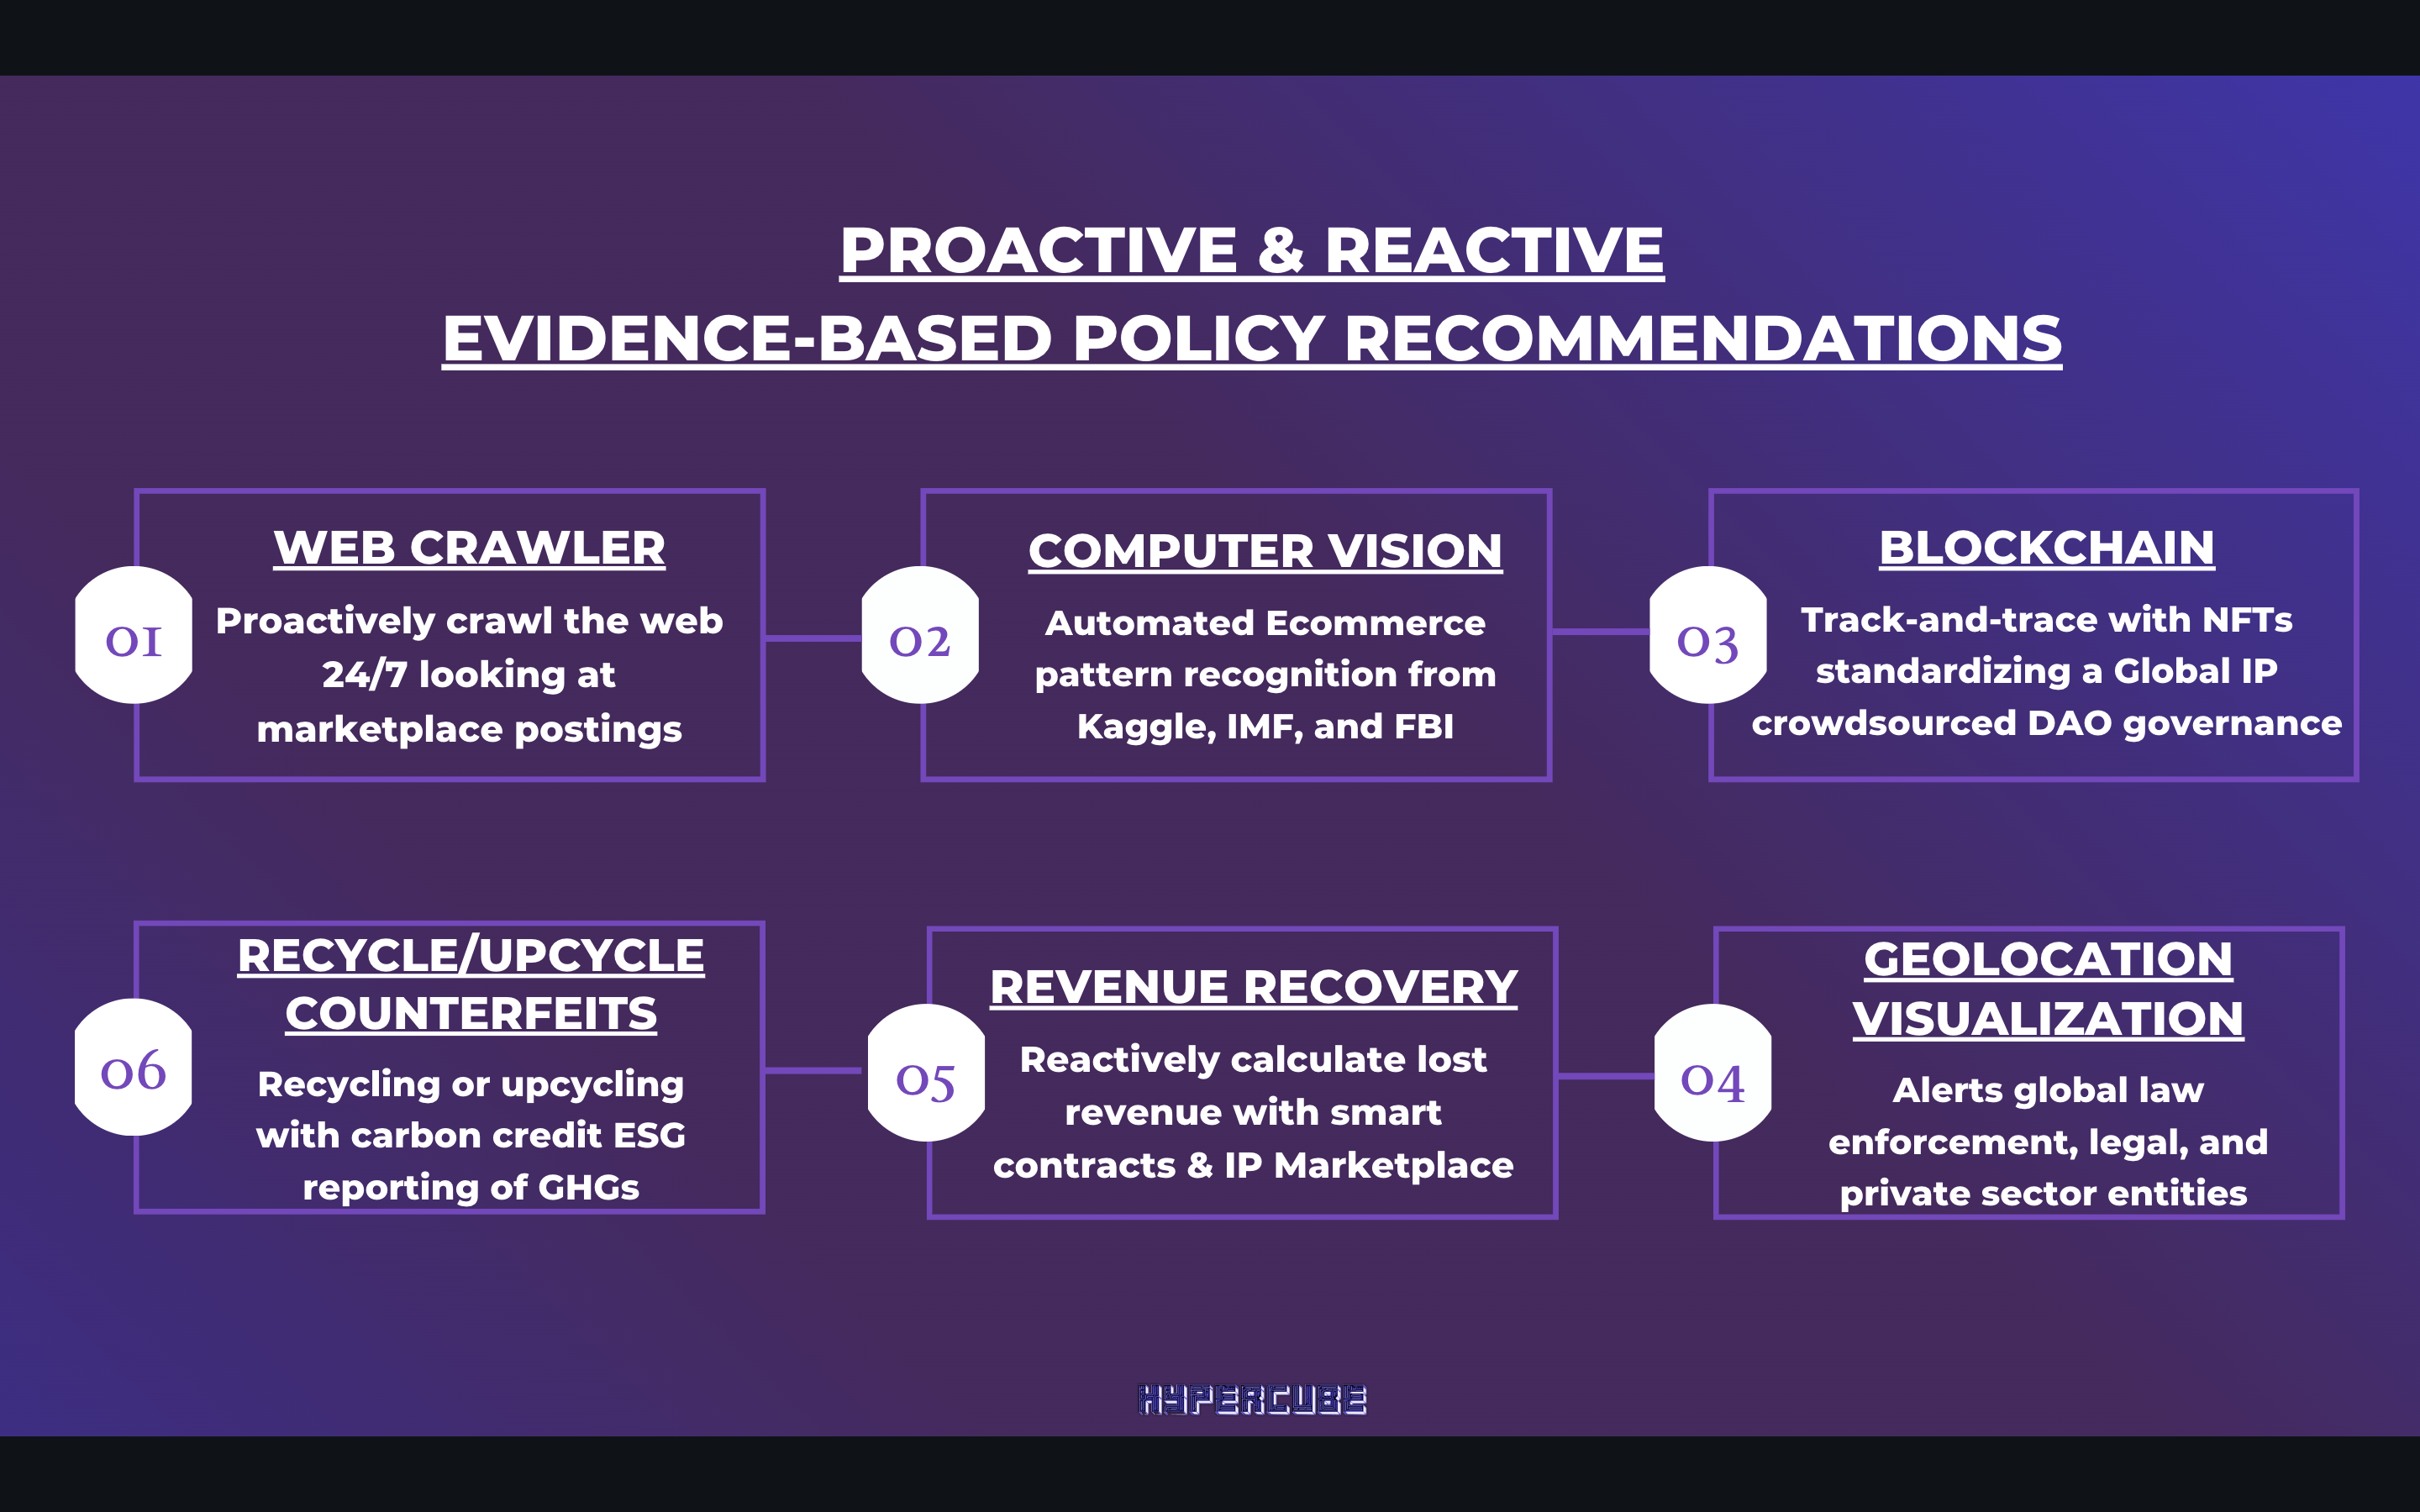 PROACTIVE & REACTIVE
EVIDENCE-BASED POLICY RECOMMENDATIONS
01
WEB CRAWLER
Proactively crawl the web
24/7 looking at
marketplace postings
02
COMPUTER VISION
Automated Ecommerce
pattern recognition from
Kaggle, IMF, and FBI
03
BLOCKCHAIN
Track-and-trace with NFTs
standardizing a Global IP
crowdsourced DAO governance
04
GEOLOCATION
VISUALIZATION
Alerts global law
enforcement, legal, and
private sector entities
05
REVENUE RECOVERY
Reactively calculate lost
revenue with smart
contracts & IP Marketplace
06
RECYCLE/UPCYCLE
COUNTERFEITS
Recycling or upcycling
with carbon credit ESG
reporting of GHGs
HYPERCUBE